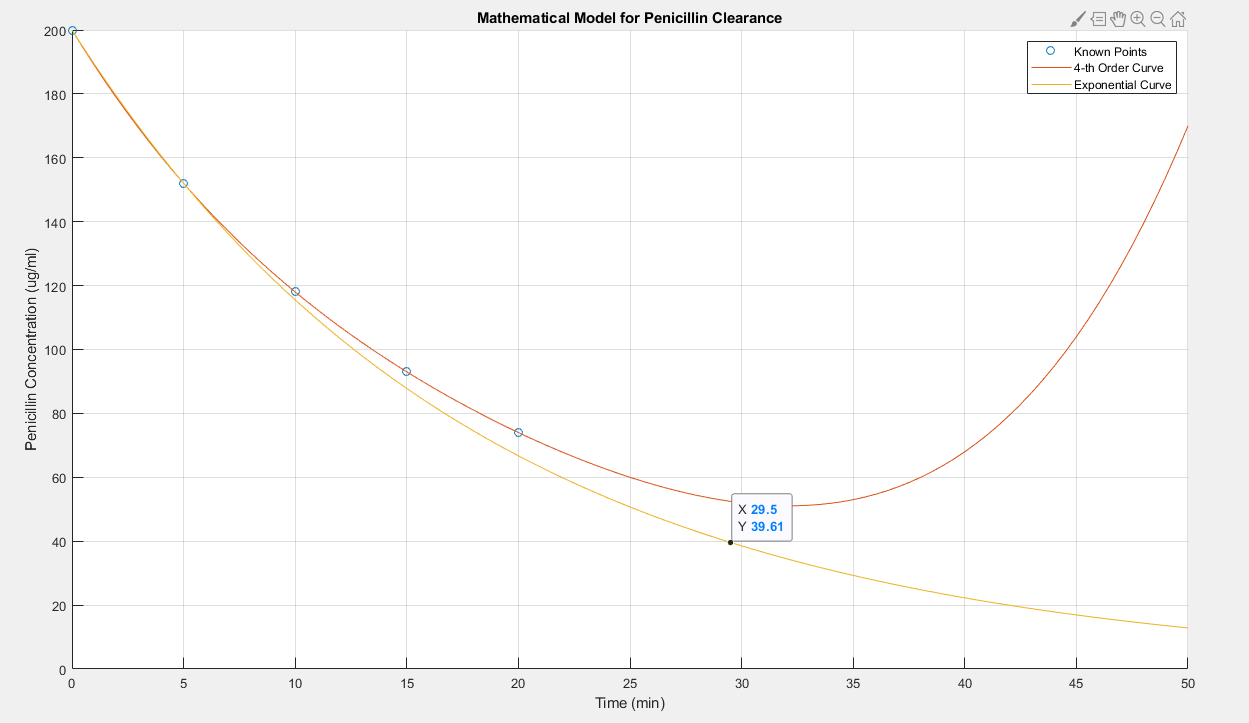 Mathematical Model for Penicillin Clearance
Known Points
4-th Order Curve
Exponential Curve
200
180
160
140
120
100
80
60
40
20
0
Penicillin Concentration (ug/ml)
X 29.5
Y 39.61
0 5 10 15 20 25 30 35 40 45 50
Time (min)